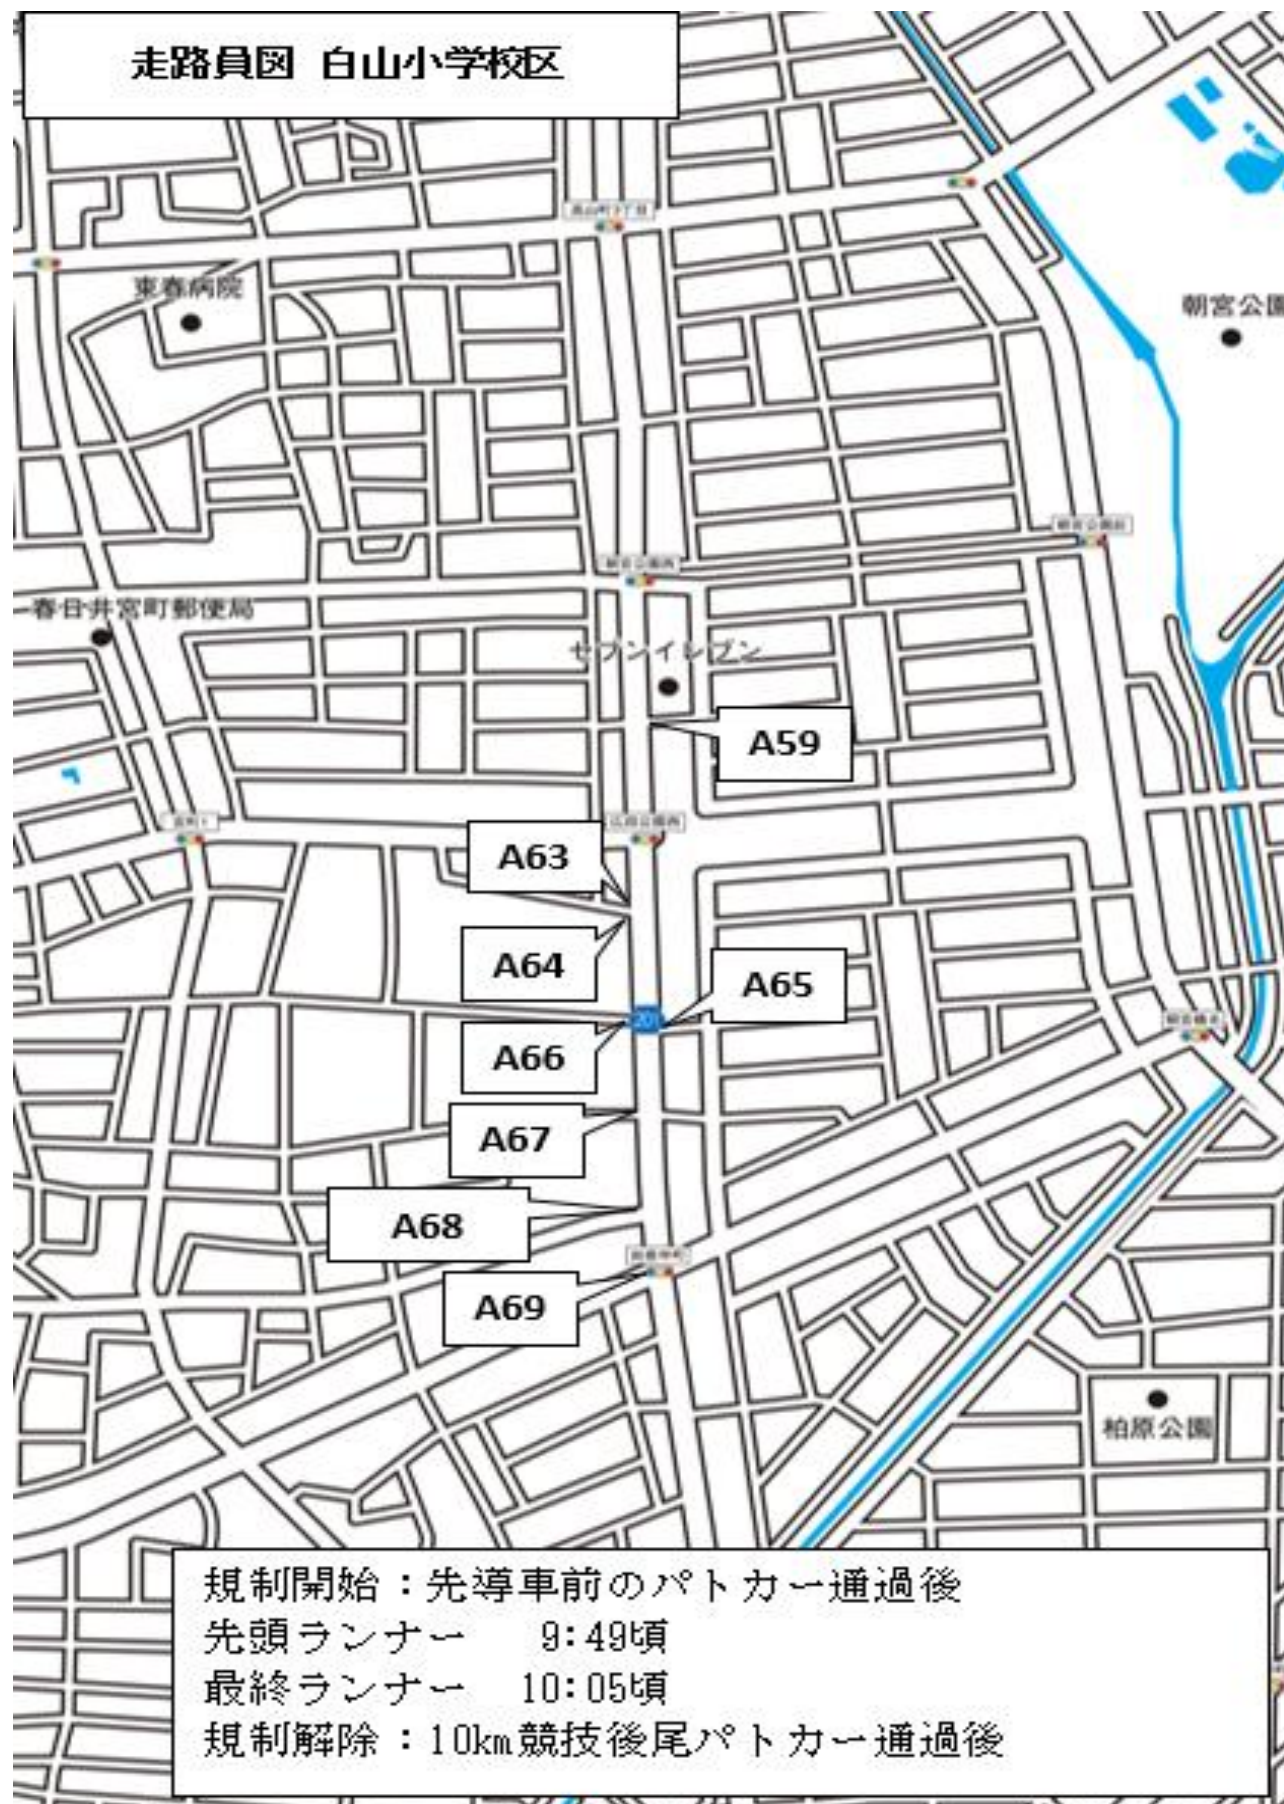 走路員図 白山小学校区
東春病院
朝宮公園
春日井宮町郵便局
セブンイレブン
A59
A63
A64
A65
A66
A67
A68
A69
柏原公園
規制開始：先導車前のパトカー通過後
先頭ランナー 9:49頃
最終ランナー 10:05頃
規制解除：10km競技後尾パトカー通過後